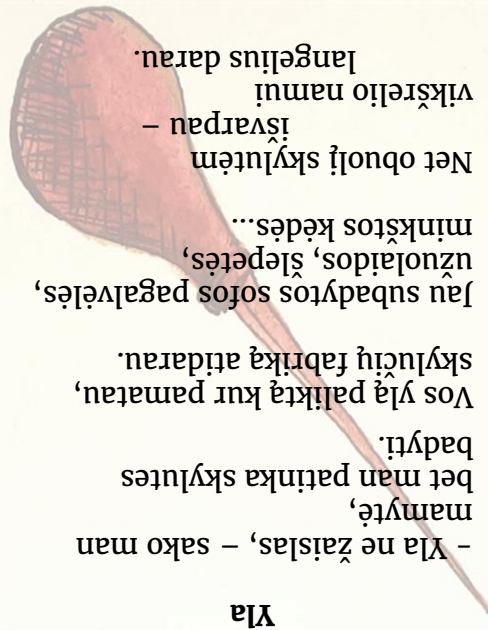 Yla
- Yla ne žaislas, – sako man
mamytė,
bet man patinka skylutes
badyti.
Vos ylą paliktą kur pamatau,
skylučių fabriką atidarau.
Jau subadytos sofos pagalvėlės,
užuolaidos, šlepetės,
minkštos kėdės...
Net obuolį skylutėm
išvarpau –
vikšrelio namui
langelius darau.